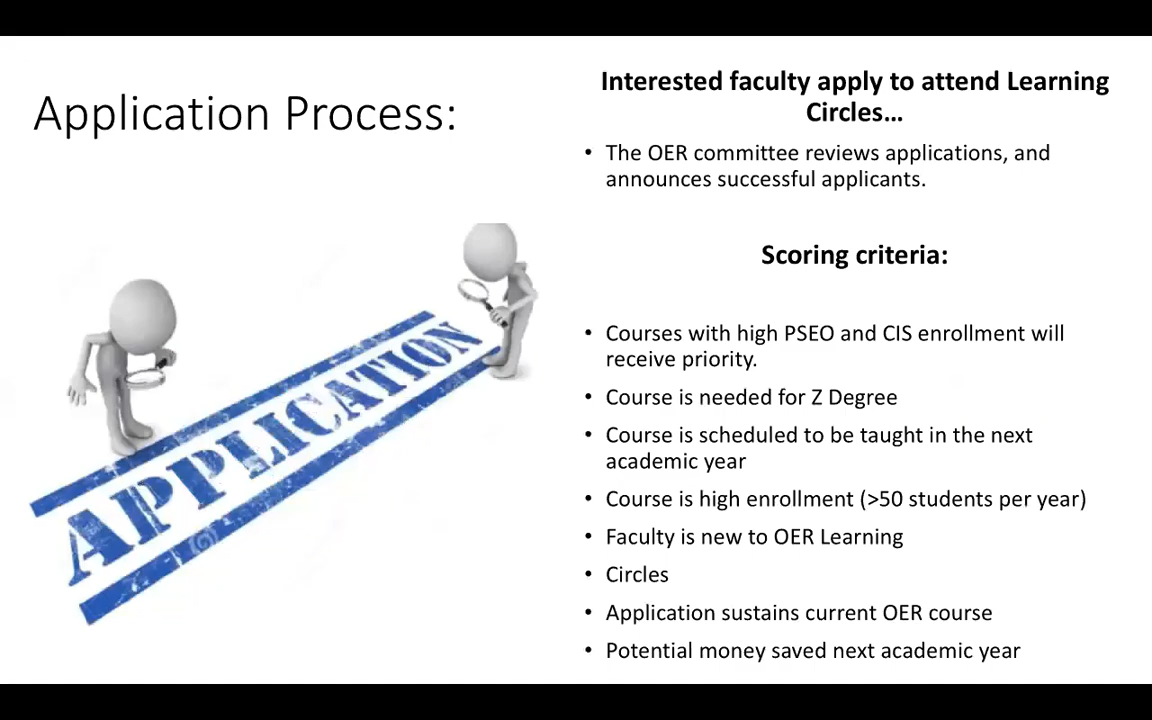 Application Process:
Interested faculty apply to attend Learning
Circles…
• The OER committee reviews applications, and
announces successful applicants.
Scoring criteria:
• Courses with high PSEO and CIS enrollment will
receive priority.
• Course is needed for Z Degree
• Course is scheduled to be taught in the next
academic year
• Course is high enrollment (>50 students per year)
• Faculty is new to OER Learning
• Circles
• Application sustains current OER course
• Potential money saved next academic year
APPLICATION